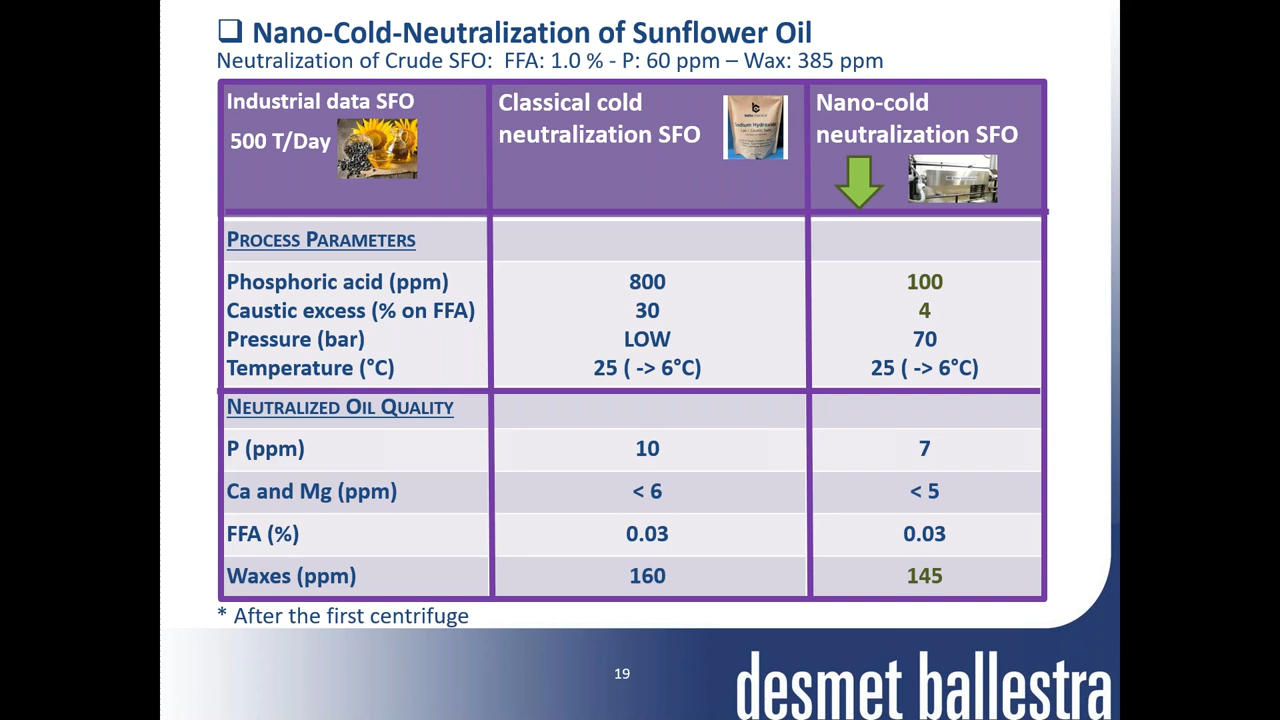 ❑ Nano-Cold-Neutralization of Sunflower Oil
Neutralization of Crude SFO: FFA: 1.0 % - P: 60 ppm – Wax: 385 ppm
Industrial data SFO
500 T/Day
Classical cold
neutralization SFO
Sodium Hydroxide
Nano-cold
neutralization SFO
PROCESS PARAMETERS
Phosphoric acid (ppm) 800 100
Caustic excess (% on FFA) 30 4
Pressure (bar) LOW 70
Temperature (°C) 25 ( -> 6°C) 25 ( -> 6°C)
NEUTRALIZED OIL QUALITY
P (ppm) 10 7
Ca and Mg (ppm) < 6 < 5
FFA (%) 0.03 0.03
Waxes (ppm) 160 145
* After the first centrifuge
19
desmet ballestra